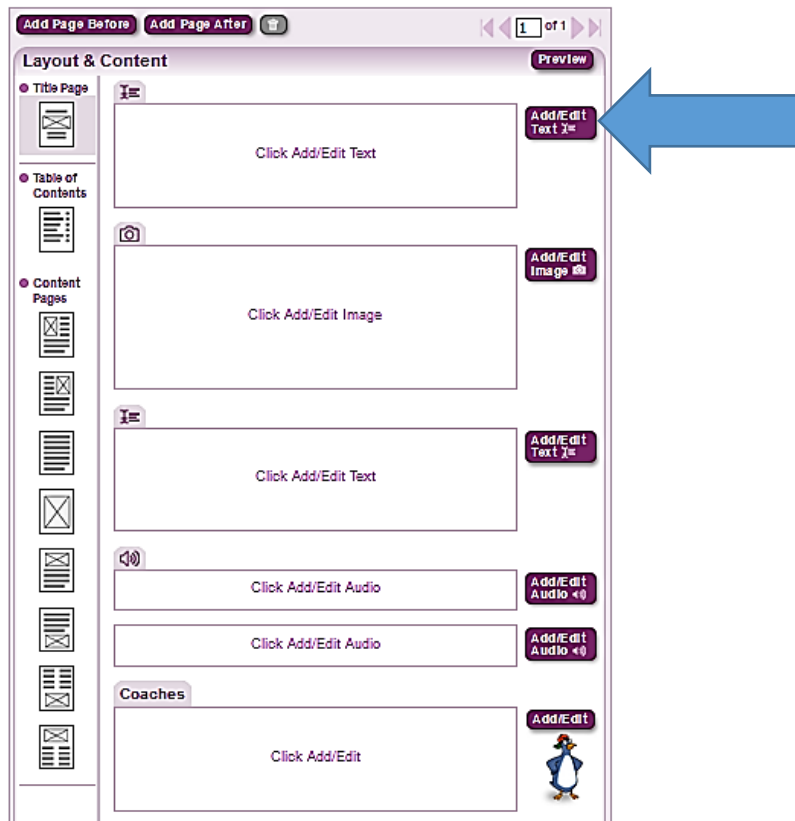 Add Page Before Add Page After 1 of 1
Layout & Content Preview
Title Page
Add/Edit
Text
Click Add/Edit Text
Table of
Contents
Add/Edit
Image
Click Add/Edit Image
Content
Pages
Add/Edit
Text
Click Add/Edit Text
Click Add/Edit Audio
Add/Edit
Audio
Click Add/Edit Audio
Add/Edit
Audio
Coaches
Add/Edit
Click Add/Edit